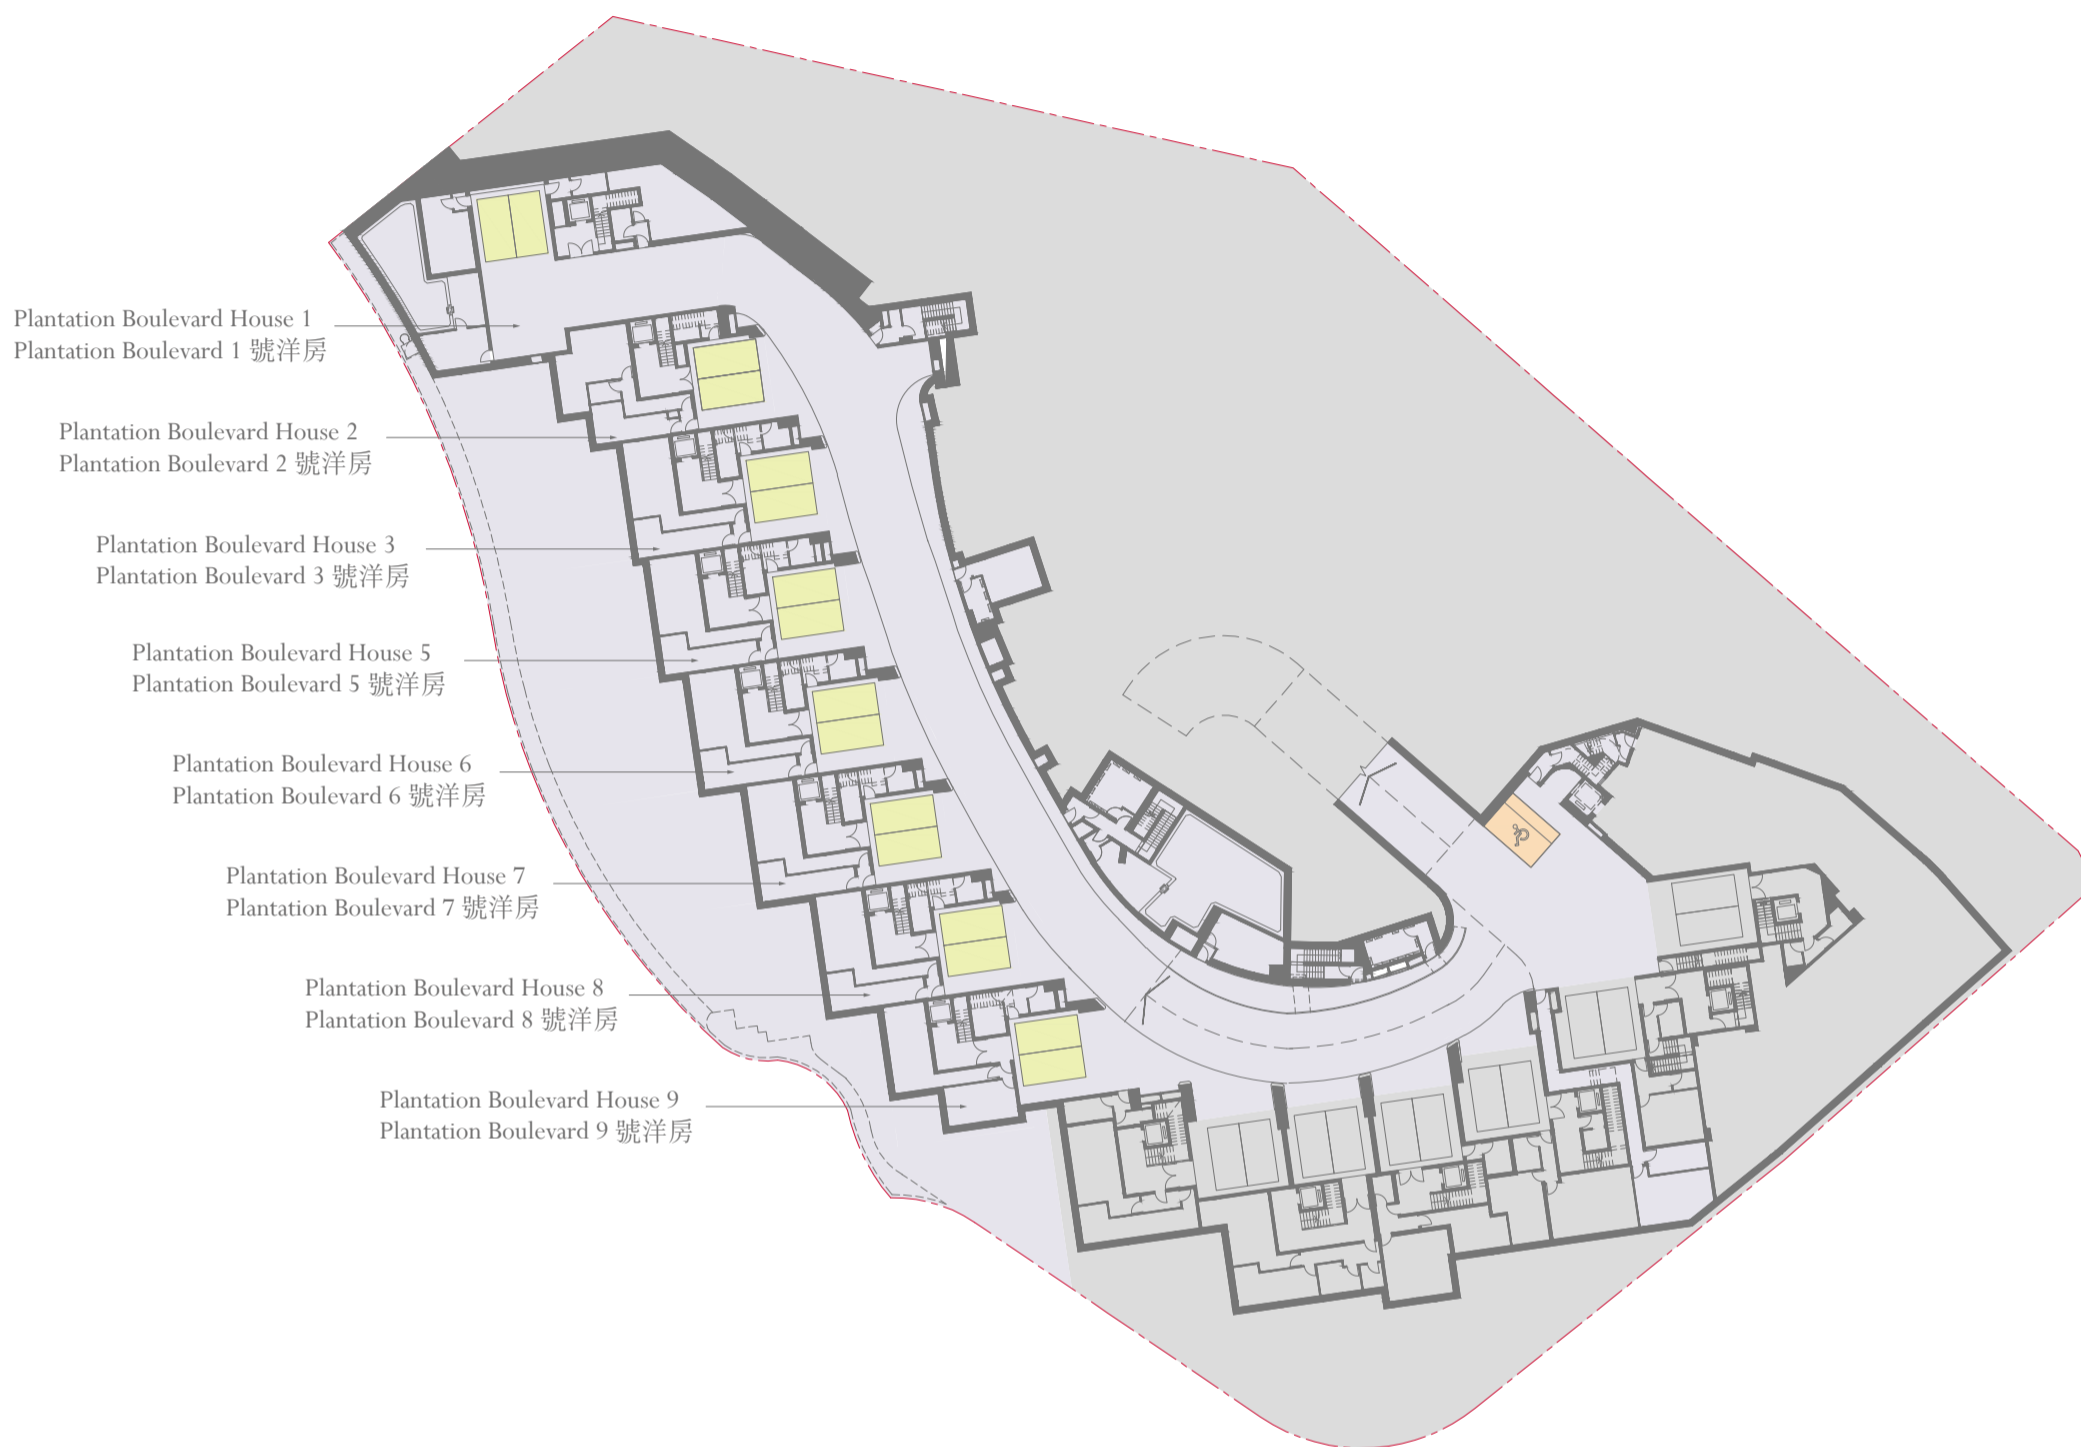 Plantation Boulevard House 1
Plantation Boulevard 1 號洋房
Plantation Boulevard House 2
Plantation Boulevard 2 號洋房
Plantation Boulevard House 3
Plantation Boulevard 3 號洋房
Plantation Boulevard House 5
Plantation Boulevard 5 號洋房
Plantation Boulevard House 6
Plantation Boulevard 6 號洋房
Plantation Boulevard House 7
Plantation Boulevard 7 號洋房
Plantation Boulevard House 8
Plantation Boulevard 8 號洋房
Plantation Boulevard House 9
Plantation Boulevard 9 號洋房